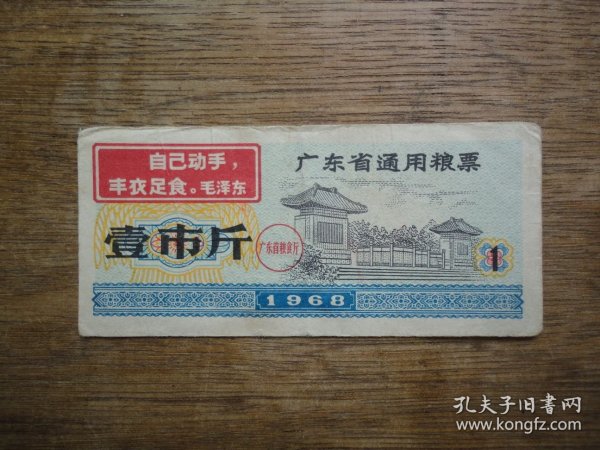 自己动手，
丰衣足食。毛泽东
广东省通用粮票
壹市斤
广东省粮食厅
1
1968
孔夫子旧书网
www.kongfz.com